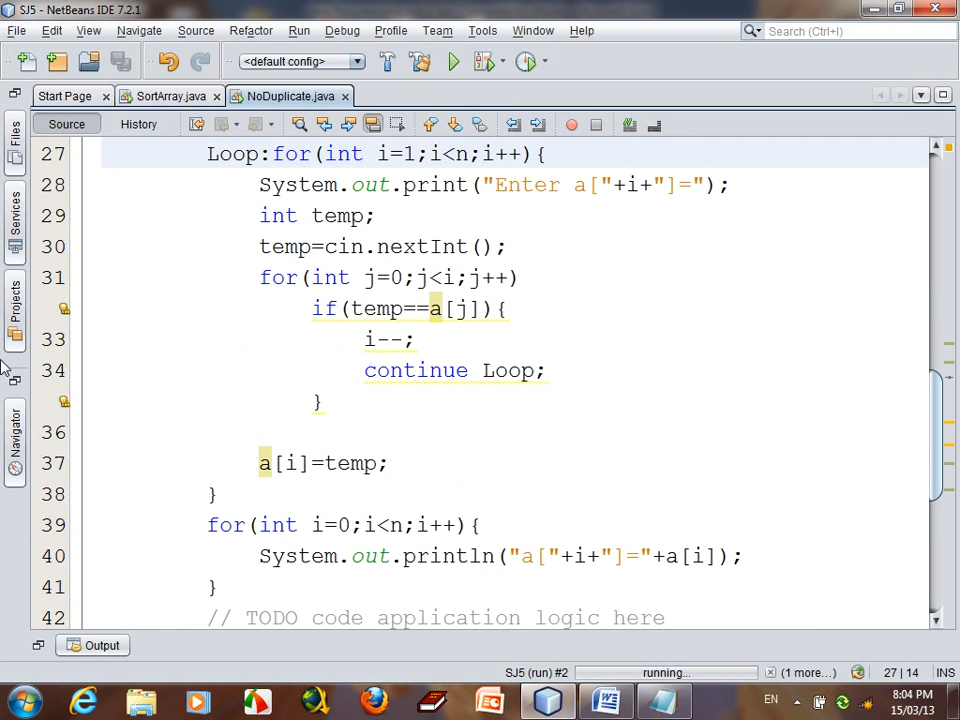 SJ5 - NetBeans IDE 7.2.1
File Edit View Navigate Source Refactor Run Debug Profile Team Tools Window Help
Search (Ctrl+I)
<default config>
Start Page SortArray.java NoDuplicate.java
Source History
Files
Services
Projects
Navigator
27 Loop:for(int i=1;i<n;i++){
28 System.out.print("Enter a["+i+"]=");
29 int temp;
30 temp=cin.nextInt();
31 for(int j=0;j<i;j++)
if(temp==a[j]){
33 i--;
34 continue Loop;
}
36
37 a[i]=temp;
38 }
39 for(int i=0;i<n;i++){
40 System.out.println("a["+i+"]="+a[i]);
41 }
42 // TODO code application logic here
Output
SJ5 (run) #2 running... (1 more...) 27 | 14 INS
EN 8:04 PM
15/03/13